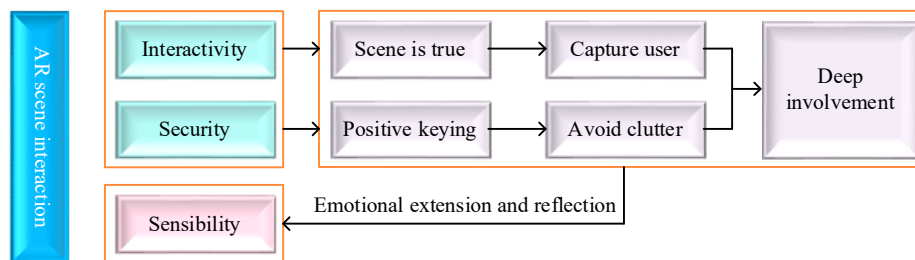 AR scene interaction
Interactivity
Scene is true
Capture user
Deep
involvement
Security
Positive keying
Avoid clutter
Emotional extension and reflection
Sensibility